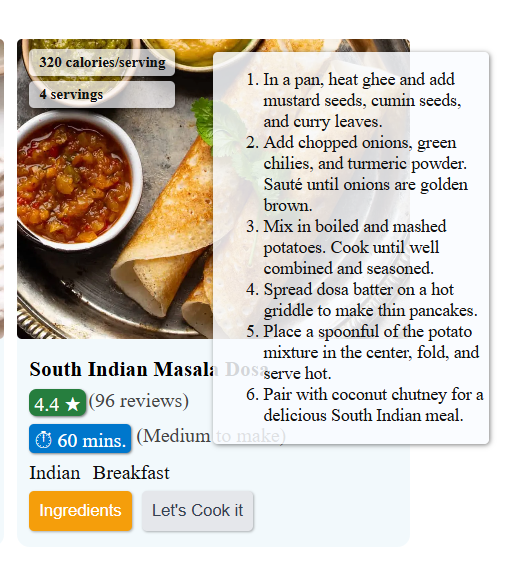 320 calories/serving
4 servings
1. In a pan, heat ghee and add
mustard seeds, cumin seeds,
and curry leaves.
2. Add chopped onions, green
chilies, and turmeric powder.
Sauté until onions are golden
brown.
3. Mix in boiled and mashed
potatoes. Cook until well
combined and seasoned.
4. Spread dosa batter on a hot
griddle to make thin pancakes.
5. Place a spoonful of the potato
mixture in the center, fold, and
serve hot.
6. Pair with coconut chutney for a
delicious South Indian meal.
South Indian Masala Dosa
4.4 ★ (96 reviews)
⏱ 60 mins. (Medium to make)
Indian Breakfast
Ingredients
Let's Cook it